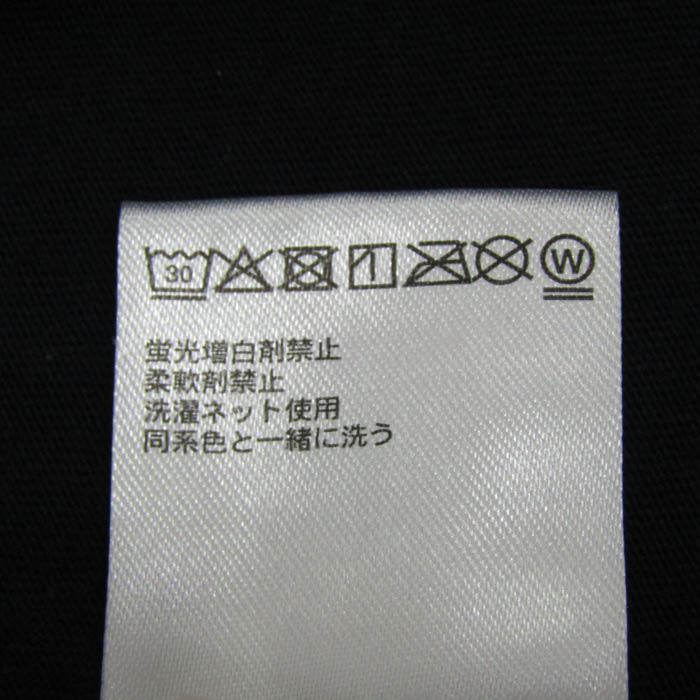 30 W
蛍光増白剤禁止
柔軟剤禁止
洗濯ネット使用
同系色と一緒に洗う